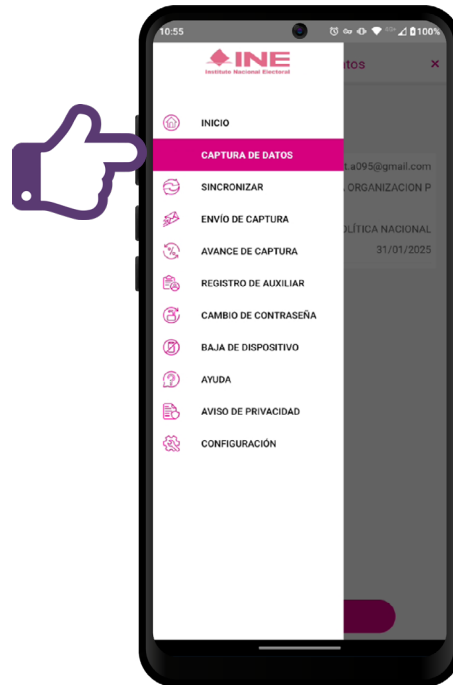 10:55
100%
INE
Instituto Nacional Electoral
INICIO
CAPTURA DE DATOS
SINCRONIZAR
ENVÍO DE CAPTURA
AVANCE DE CAPTURA
REGISTRO DE AUXILIAR
CAMBIO DE CONTRASEÑA
BAJA DE DISPOSITIVO
AYUDA
AVISO DE PRIVACIDAD
CONFIGURACIÓN
atos ×
t.a095@gmail.com
ORGANIZACION P
OLÍTICA NACIONAL
31/01/2025